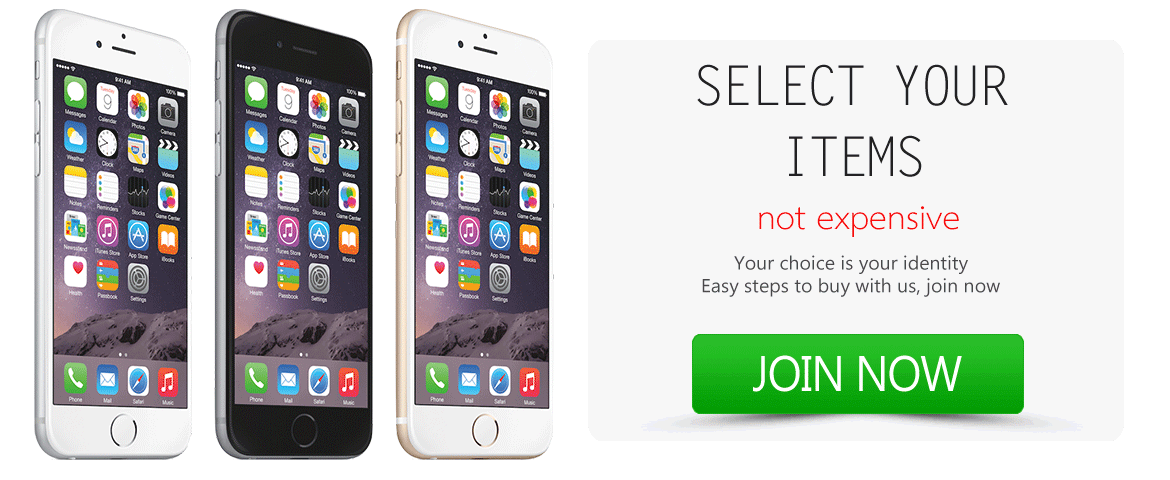 9:41 AM
100%
Tuesday
9
Messages Calendar Photos Camera
Weather Clock Maps Videos
Notes Reminders Stocks Game Center
Newsstand iTunes Store App Store iBooks
Health Passbook Settings
Phone Mail Safari Music
9:41 AM
100%
Tuesday
9
Messages Calendar Photos Camera
Weather Clock Maps Videos
Notes Reminders Stocks Game Center
Newsstand iTunes Store App Store iBooks
Health Passbook Settings
Phone Mail Safari Music
9:41 AM
100%
Tuesday
9
Messages Calendar Photos Camera
Weather Clock Maps Videos
Notes Reminders Stocks Game Center
Newsstand iTunes Store App Store iBooks
Health Passbook Settings
Phone Mail Safari Music
SELECT YOUR
ITEMS
not expensive
Your choice is your identity
Easy steps to buy with us, join now
JOIN NOW